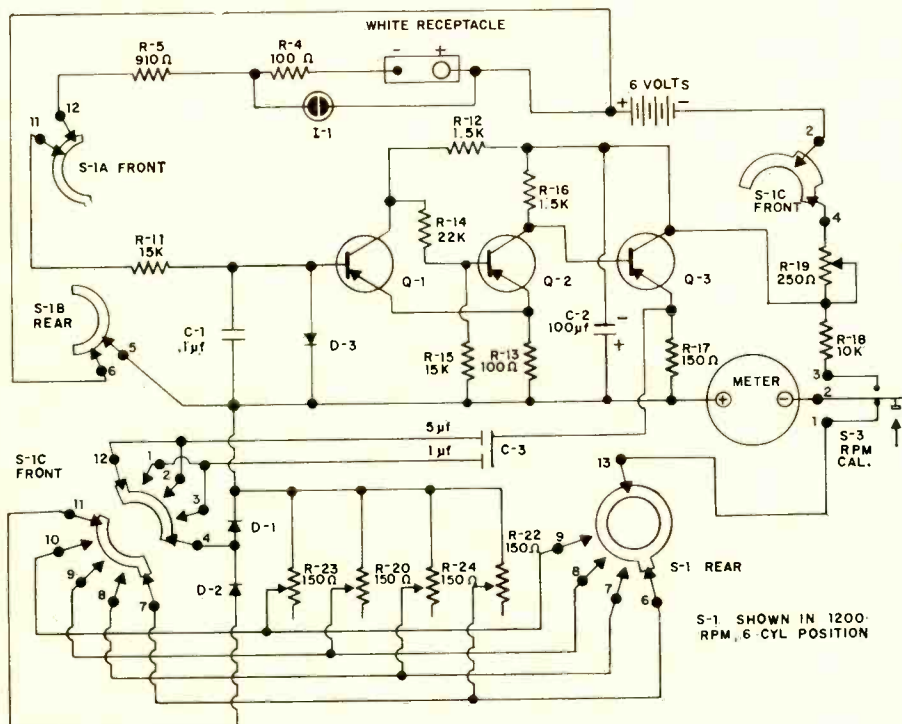 WHITE RECEPTACLE
R-5
910Ω
R-4
100 Ω
- +
I-1
+ 6 VOLTS -
12
11
S-1A FRONT
R-12
1.5K
2
S-1C
FRONT
4
R-16
1.5K
R-14
22K
R-11
15K
Q-1
Q-2
Q-3
R-19
250Ω
S-1B
REAR
5
6
C-1
.1µf
D-3
R-15
15K
R-13
100Ω
C-2
100µf
-
+
R-17
150Ω
R-18
10K
3
2
1
+ METER -
S-3
RPM
CAL.
5µf
1µf
C-3
S-1C
FRONT
12
1
2
3
4
13
11
10
9
8
7
D-1
D-2
R-23
150Ω
R-20
150Ω
R-24
150Ω
R-22
150Ω
9
8
7
6
S-1 REAR
S-1 SHOWN IN 1200-
RPM, 6-CYL POSITION